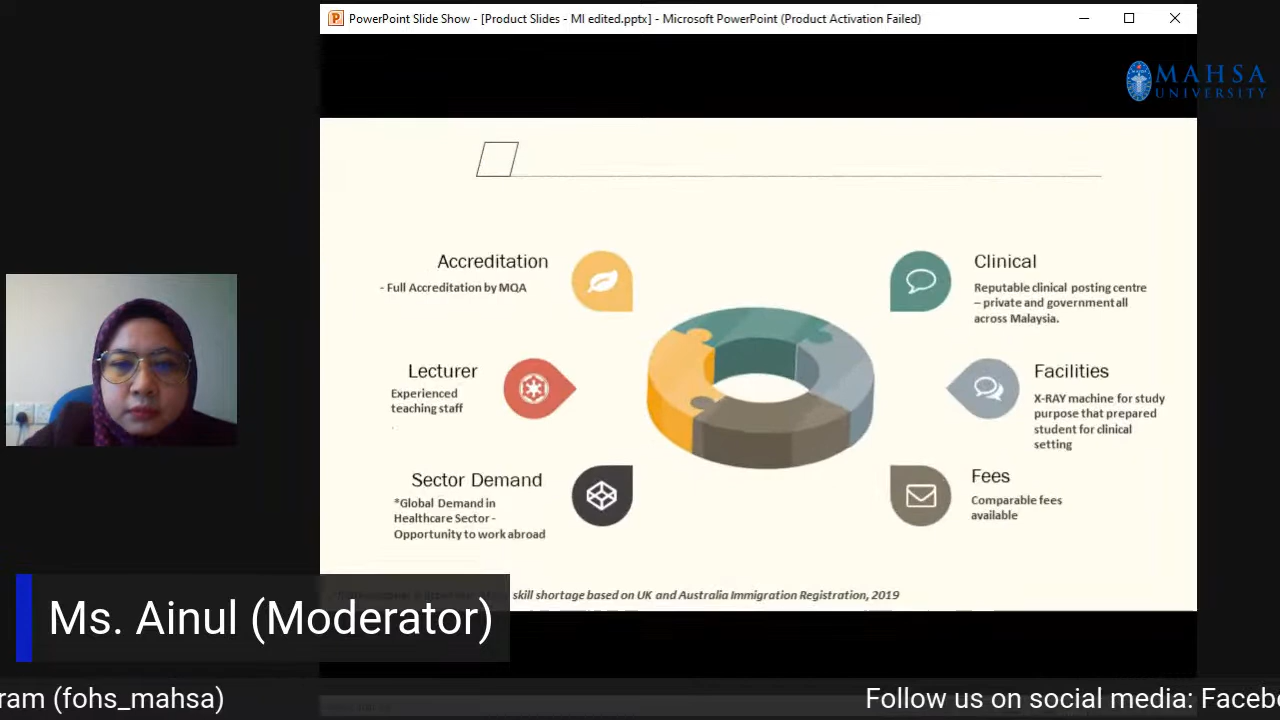 PowerPoint Slide Show - [Product Slides - MI edited.pptx] - Microsoft PowerPoint (Product Activation Failed)
MAHSA
UNIVERSITY
Accreditation
- Full Accreditation by MQA
Clinical
Reputable clinical posting centre
– private and government all
across Malaysia.
Lecturer
Experienced
teaching staff
.
Facilities
X-RAY machine for study
purpose that prepared
student for clinical
setting
Sector Demand
*Global Demand in
Healthcare Sector -
Opportunity to work abroad
Fees
Comparable fees
available
skill shortage based on UK and Australia Immigration Registration, 2019
Ms. Ainul (Moderator)
ram (fohs_mahsa)
Follow us on social media: Faceb